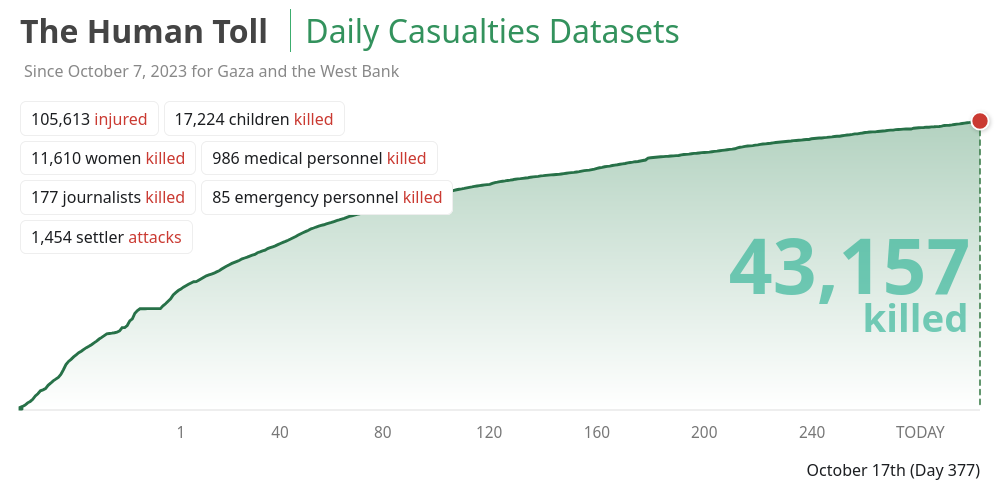 The Human Toll Daily Casualties Datasets
Since October 7, 2023 for Gaza and the West Bank
105,613 injured 17,224 children killed
11,610 women killed 986 medical personnel killed
177 journalists killed 85 emergency personnel killed
1,454 settler attacks
43,157
killed
1 40 80 120 160 200 240 TODAY
October 17th (Day 377)